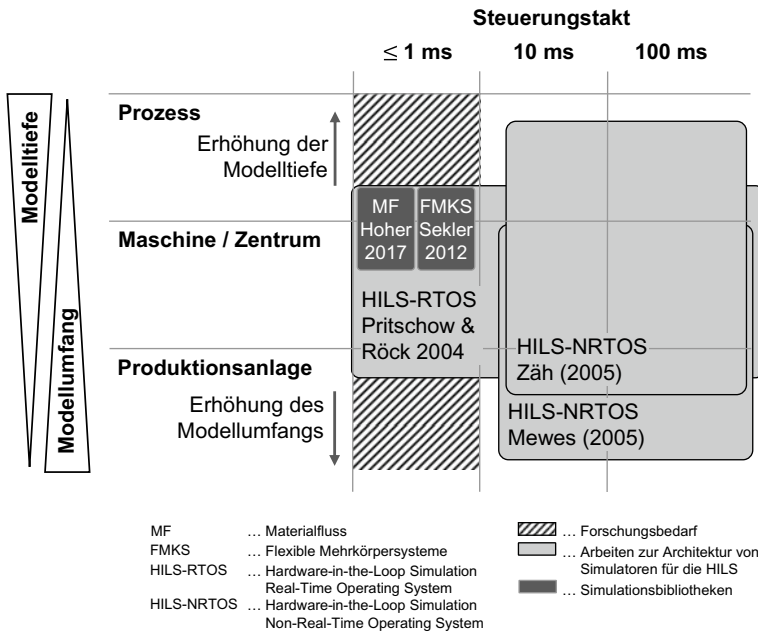 Steuerungstakt
≤ 1 ms 10 ms 100 ms
Modelltiefe
Modellumfang
Prozess
Erhöhung der
Modelltiefe
Maschine / Zentrum
MF
Hoher
2017
FMKS
Sekler
2012
HILS-RTOS
Pritschow &
Röck 2004
Produktionsanlage
HILS-NRTOS
Zäh (2005)
Erhöhung des
Modellumfangs
HILS-NRTOS
Mewes (2005)
MF … Materialfluss
FMKS … Flexible Mehrkörpersysteme
HILS-RTOS … Hardware-in-the-Loop Simulation
Real-Time Operating System
HILS-NRTOS … Hardware-in-the-Loop Simulation
Non-Real-Time Operating System
… Forschungsbedarf
… Arbeiten zur Architektur von
Simulatoren für die HILS
… Simulationsbibliotheken